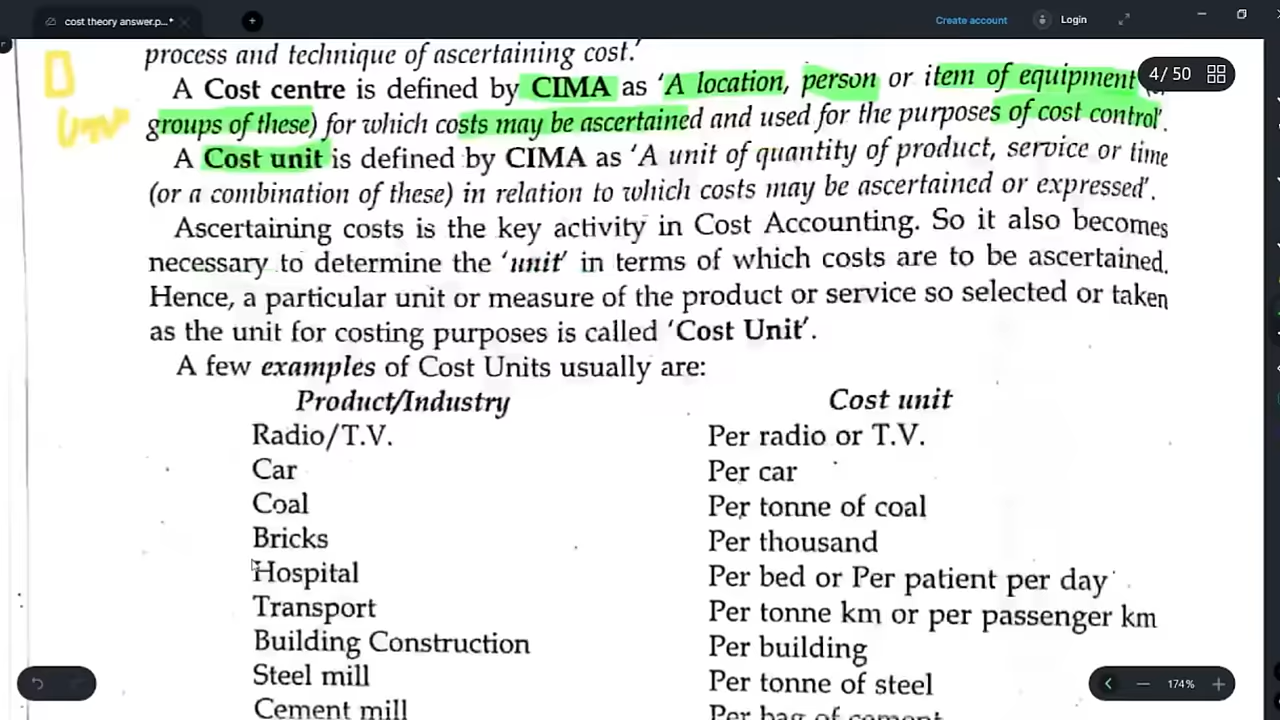 cost theory answer.p...*
Create account
Login
process and technique of ascertaining cost.'
4/50
A Cost centre is defined by CIMA as 'A location, person or item of equipment
groups of these) for which costs may be ascertained and used for the purposes of cost control'.
A Cost unit is defined by CIMA as 'A unit of quantity of product, service or time
(or a combination of these) in relation to which costs may be ascertained or expressed'.
Ascertaining costs is the key activity in Cost Accounting. So it also becomes
necessary to determine the 'unit' in terms of which costs are to be ascertained.
Hence, a particular unit or measure of the product or service so selected or taken
as the unit for costing purposes is called 'Cost Unit'.
A few examples of Cost Units usually are:
Product/Industry Cost unit
Radio/T.V. Per radio or T.V.
Car Per car
Coal Per tonne of coal
Bricks Per thousand
Hospital Per bed or Per patient per day
Transport Per tonne km or per passenger km
Building Construction Per building
Steel mill Per tonne of steel
Cement mill Per bag of cement
174%